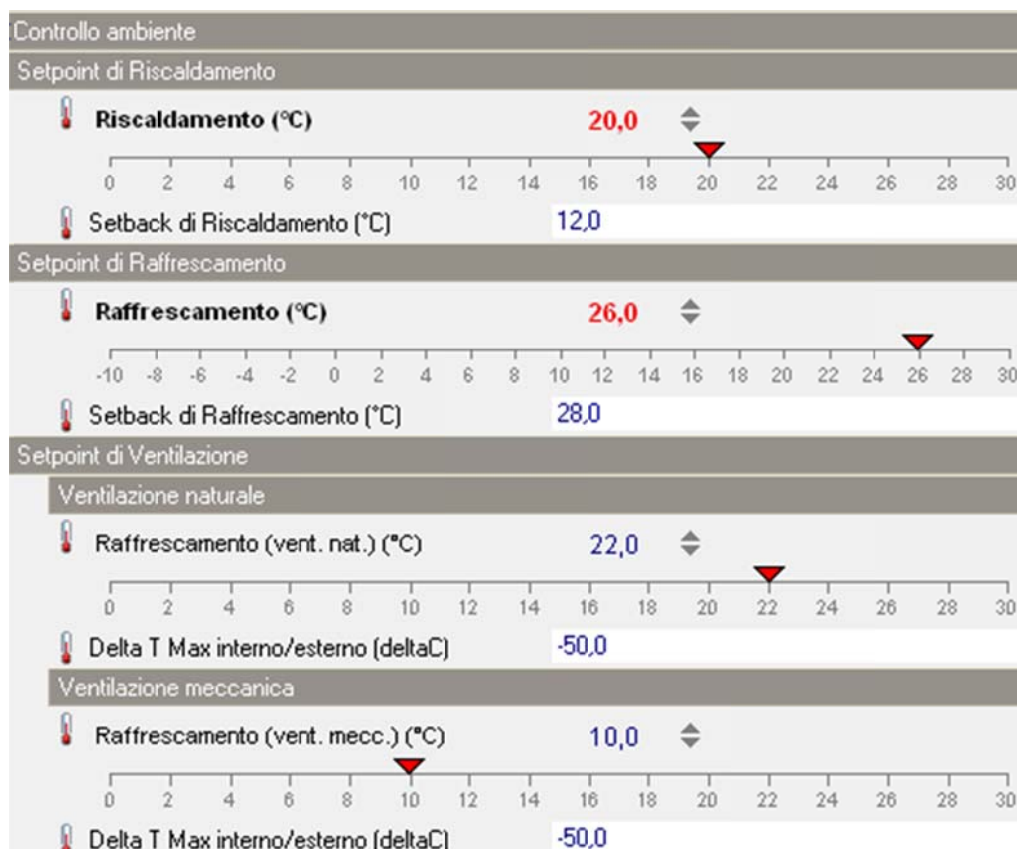 Controllo ambiente
Setpoint di Riscaldamento
Riscaldamento (°C) 20,0
0 2 4 6 8 10 12 14 16 18 20 22 24 26 28 30
Setback di Riscaldamento (°C) 12,0
Setpoint di Raffrescamento
Raffrescamento (°C) 26,0
-10 -8 -6 -4 -2 0 2 4 6 8 10 12 14 16 18 20 22 24 26 28 30
Setback di Raffrescamento (°C) 28,0
Setpoint di Ventilazione
Ventilazione naturale
Raffrescamento (vent. nat.) (°C) 22,0
0 2 4 6 8 10 12 14 16 18 20 22 24 26 28 30
Delta T Max interno/esterno (deltaC) -50,0
Ventilazione meccanica
Raffrescamento (vent. mecc.) (°C) 10,0
0 2 4 6 8 10 12 14 16 18 20 22 24 26 28 30
Delta T Max interno/esterno (deltaC) -50,0